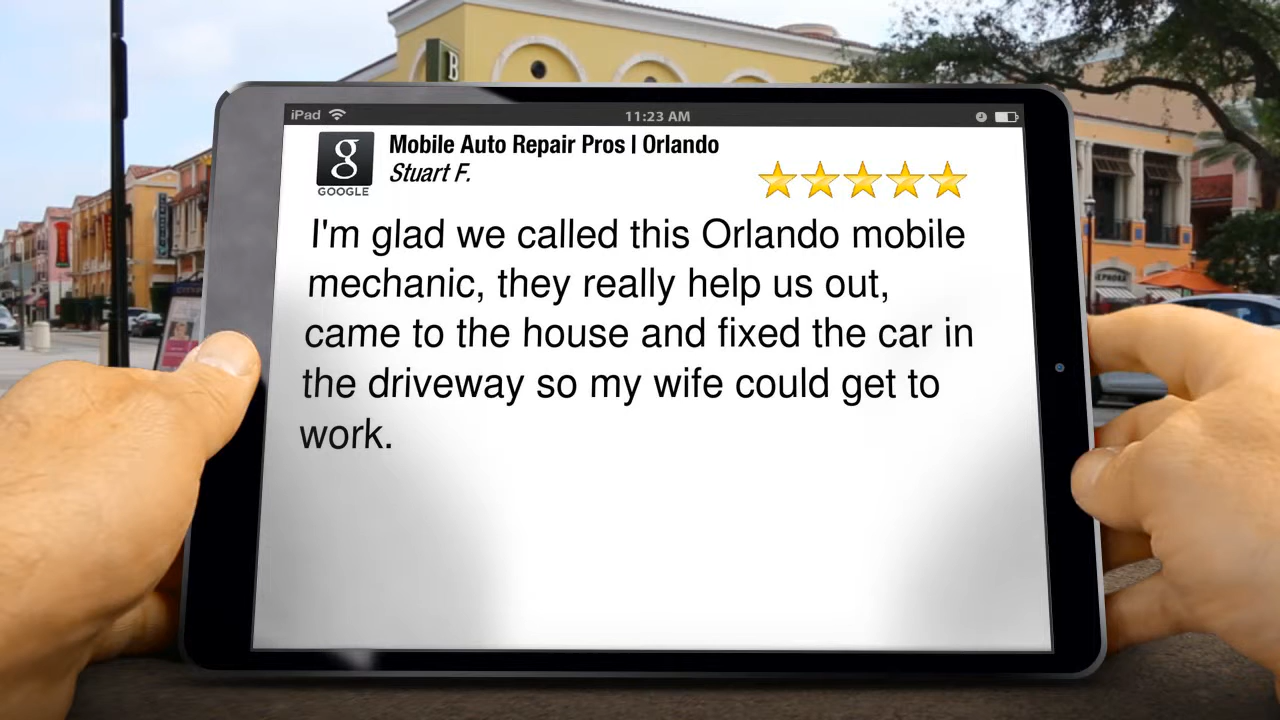 B
iPad
11:23 AM
g
GOOGLE
Mobile Auto Repair Pros | Orlando
Stuart F.
I'm glad we called this Orlando mobile
mechanic, they really help us out,
came to the house and fixed the car in
the driveway so my wife could get to
work.
SEPHORA